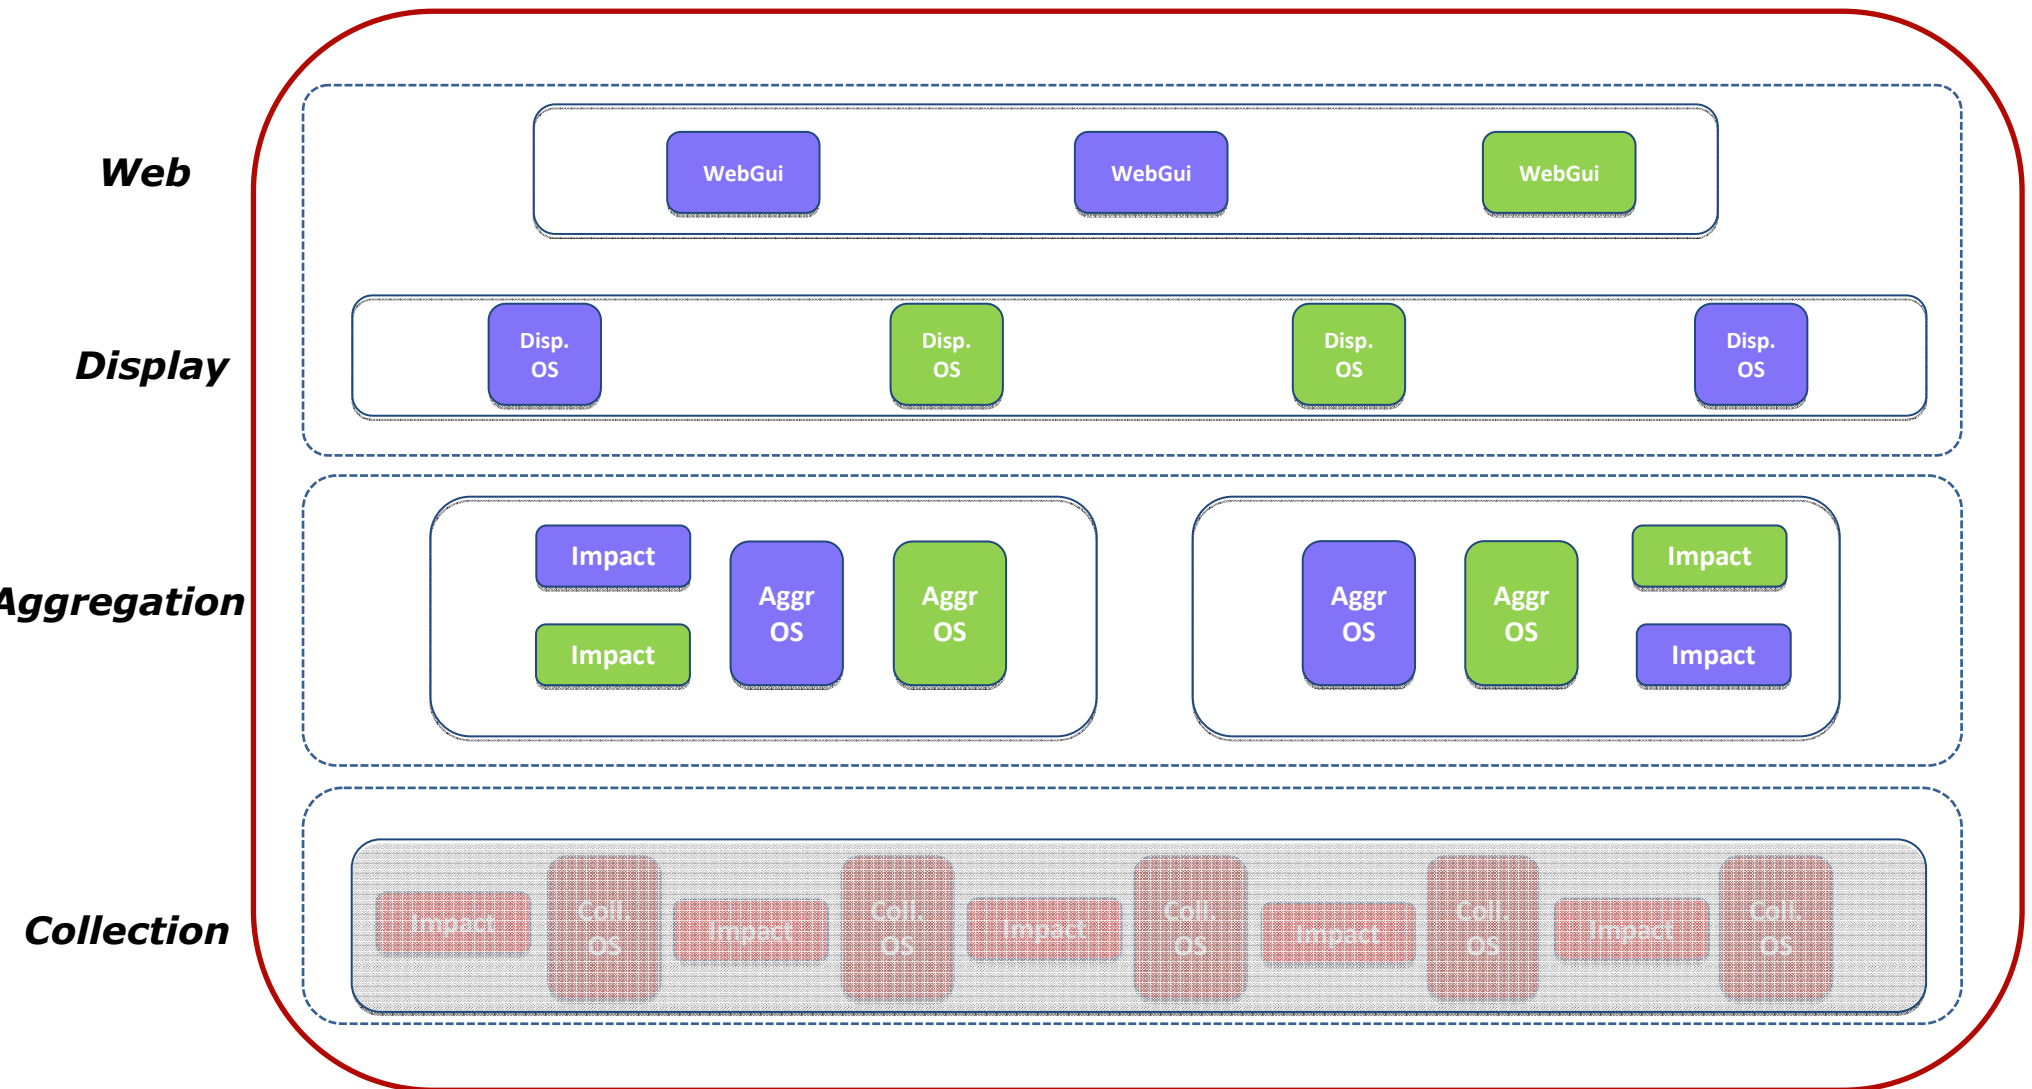 Web
WebGui
WebGui
WebGui
Display
Disp.
OS
Disp.
OS
Disp.
OS
Disp.
OS
Aggregation
Impact
Impact
Aggr
OS
Aggr
OS
Aggr
OS
Aggr
OS
Impact
Impact
Collection
Impact
Coll.
OS
Impact
Coll.
OS
Impact
Coll.
OS
Impact
Coll.
OS
Impact
Coll.
OS